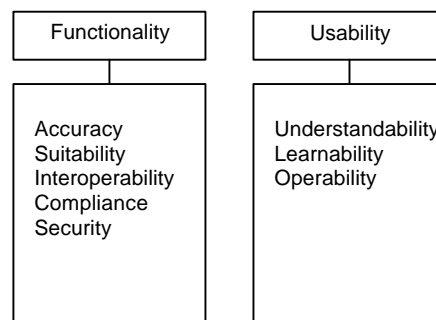 Functionality
Usability
Accuracy
Suitability
Interoperability
Compliance
Security
Understandability
Learnability
Operability